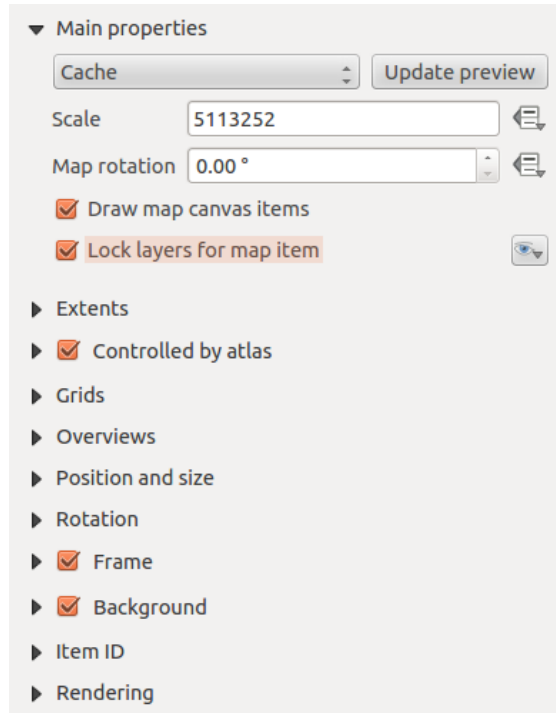 Main properties
Cache Update preview
Scale 5113252
Map rotation 0.00 °
Draw map canvas items
Lock layers for map item
Extents
Controlled by atlas
Grids
Overviews
Position and size
Rotation
Frame
Background
Item ID
Rendering